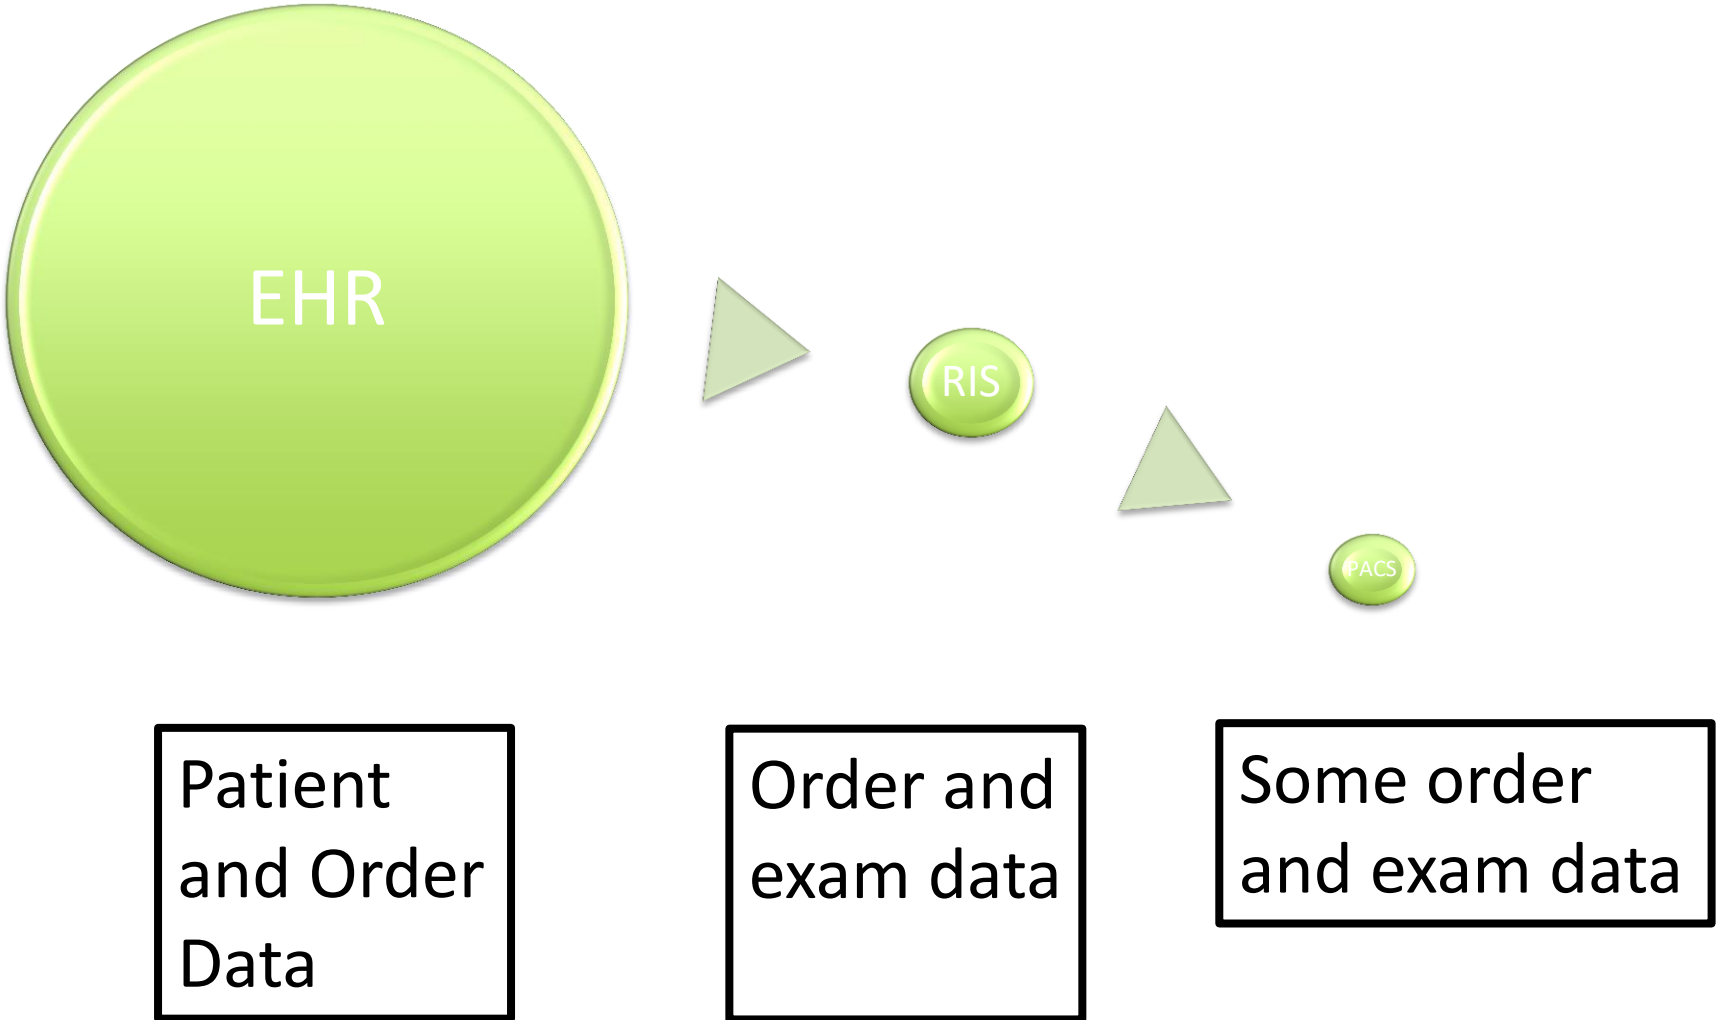 EHR
RIS
PACS
Patient
and Order
Data
Order and
exam data
Some order
and exam data